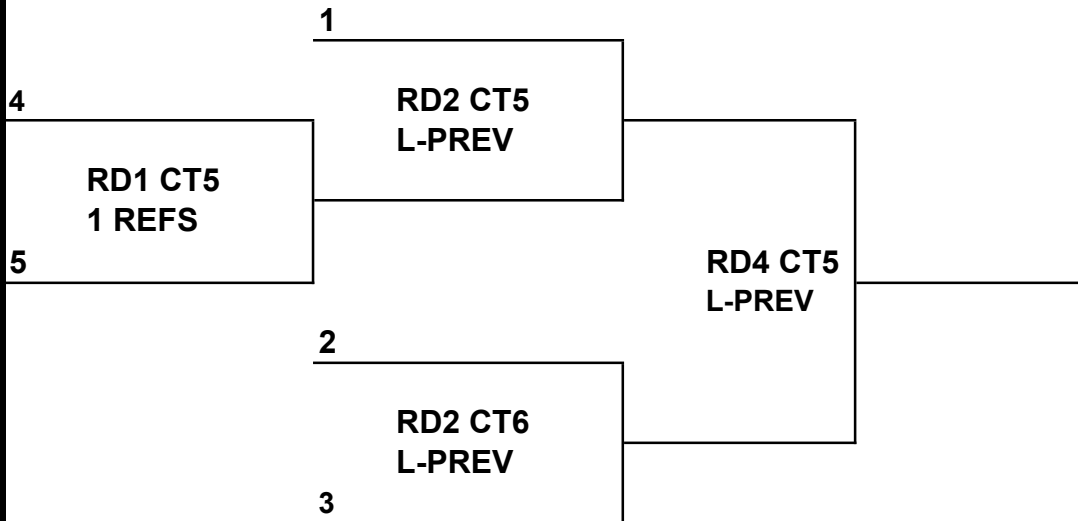 1
4
RD2 CT5
L-PREV
RD1 CT5
1 REFS
5
RD4 CT5
L-PREV
2
RD2 CT6
L-PREV
3